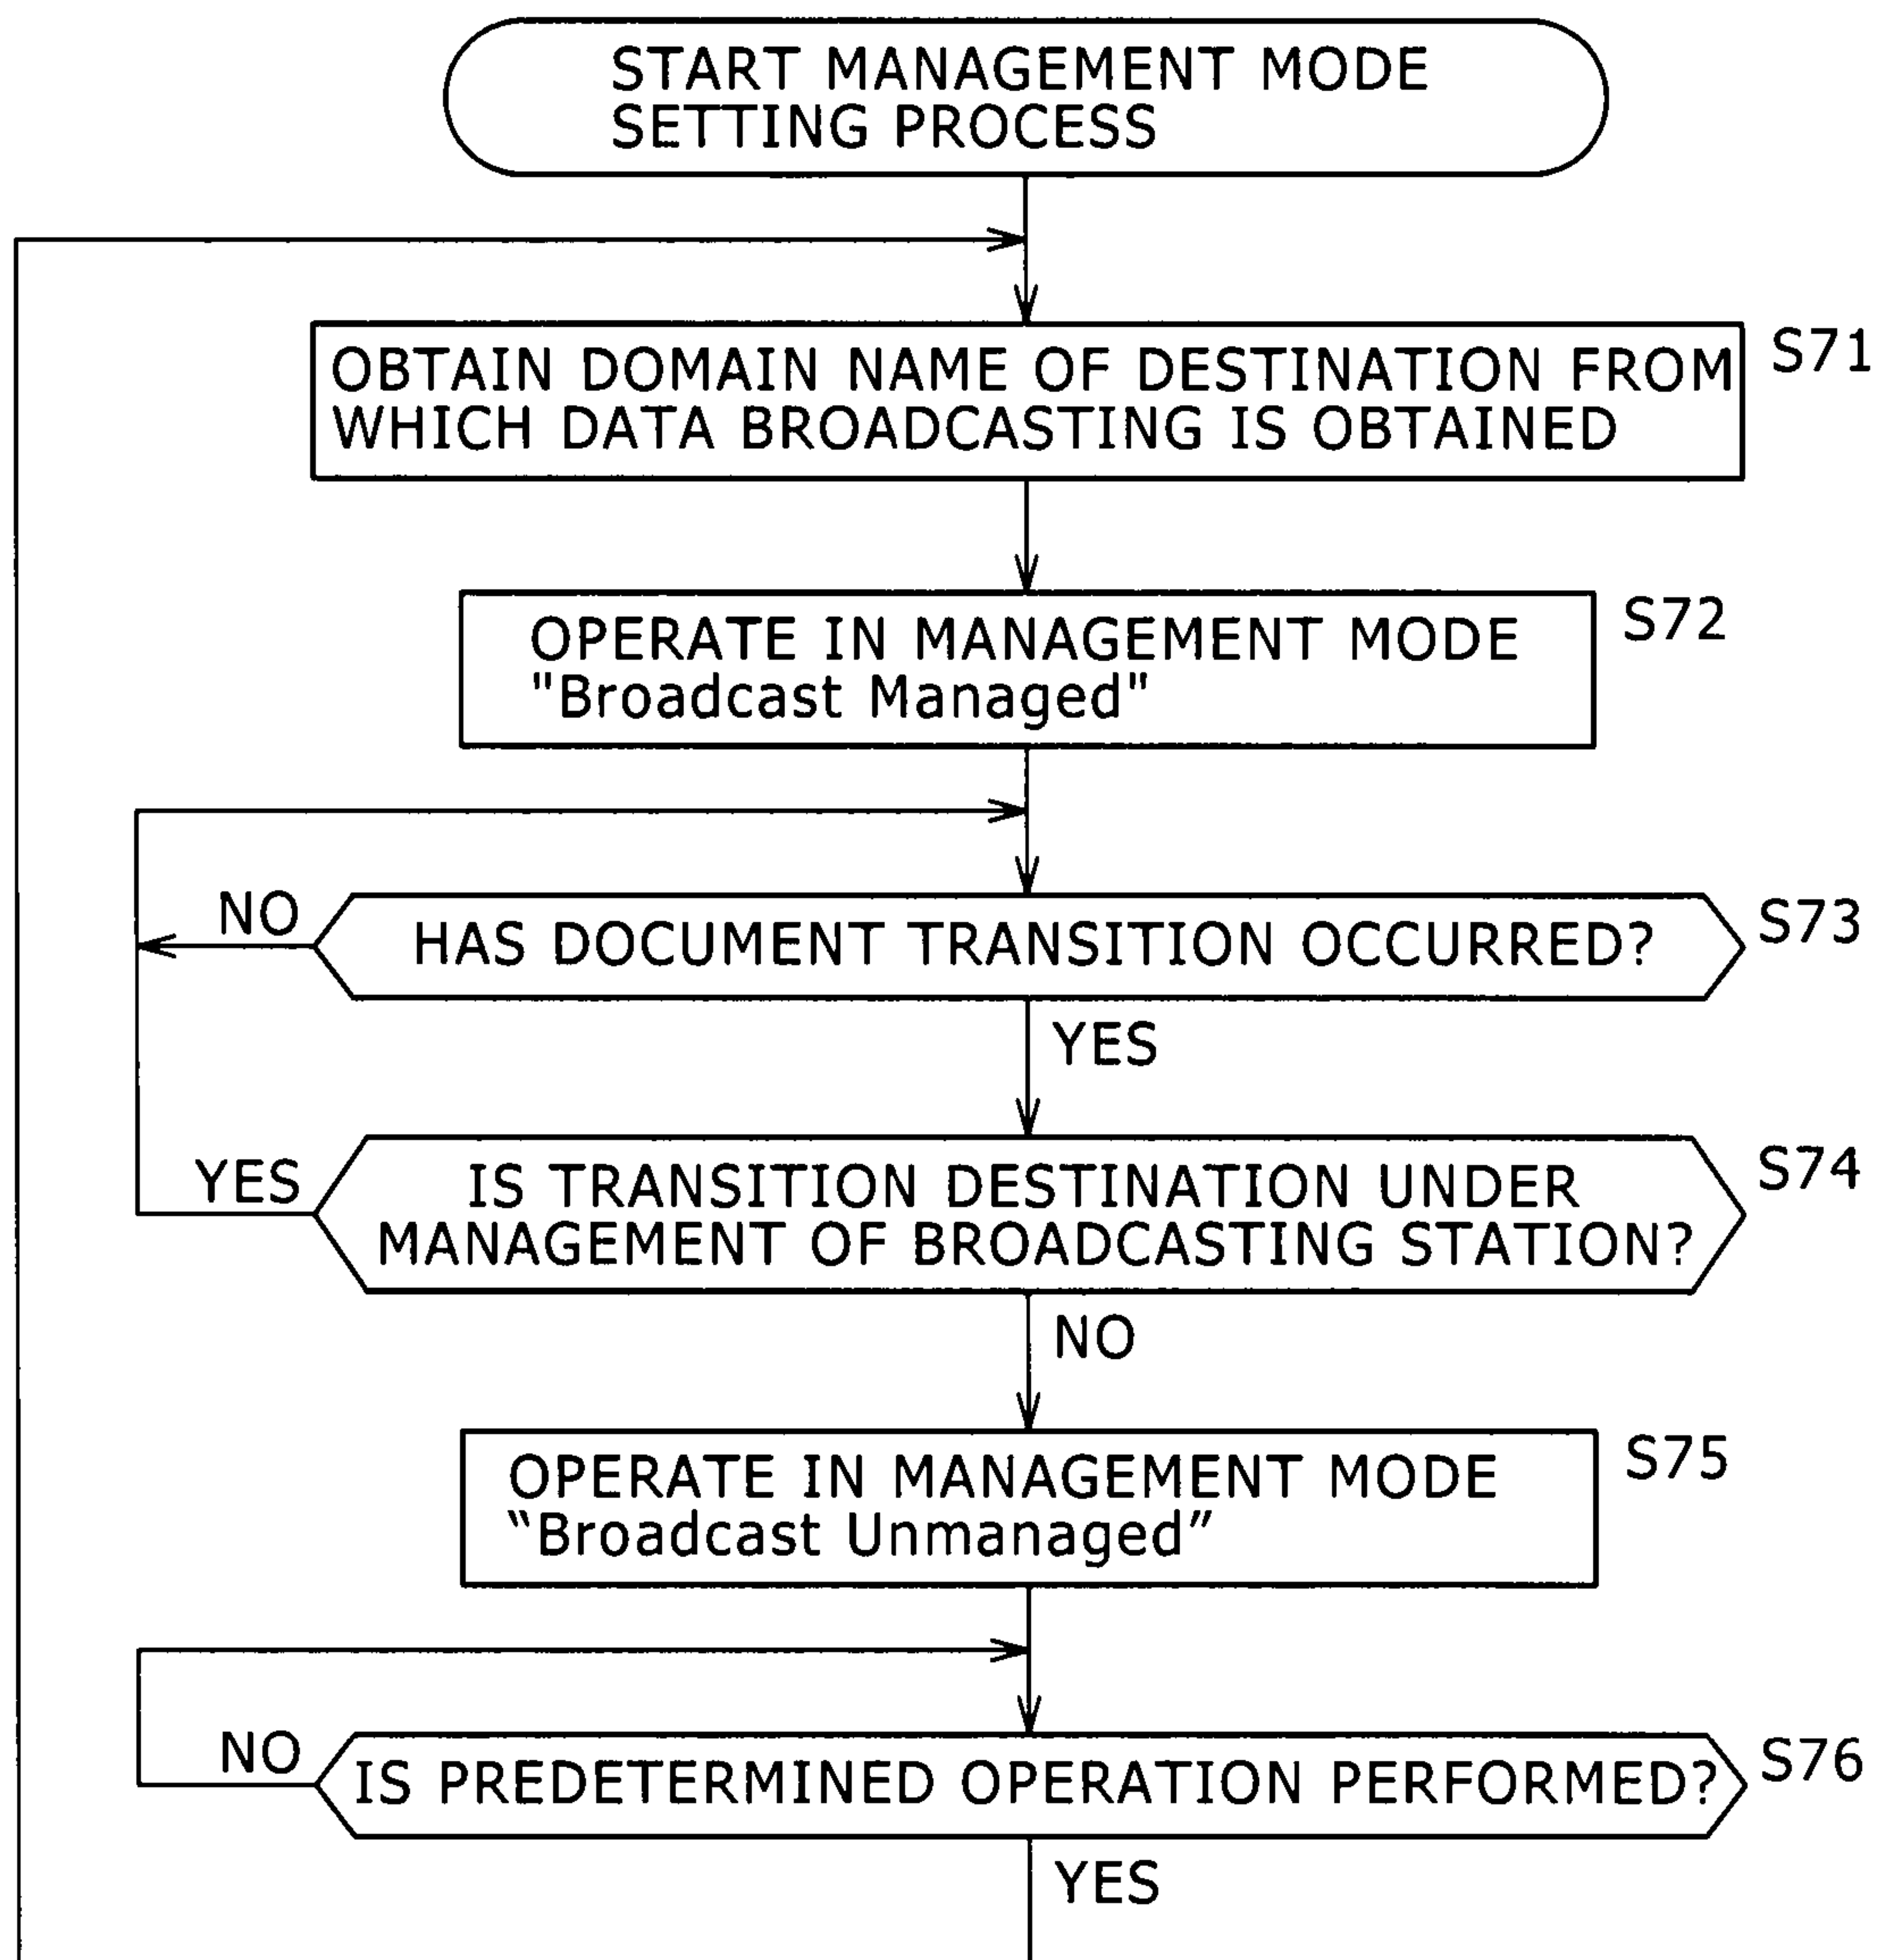 START MANAGEMENT MODE
SETTING PROCESS
OBTAIN DOMAIN NAME OF DESTINATION FROM
WHICH DATA BROADCASTING IS OBTAINED
S71
OPERATE IN MANAGEMENT MODE
"Broadcast Managed"
S72
NO
HAS DOCUMENT TRANSITION OCCURRED?
S73
YES
YES
IS TRANSITION DESTINATION UNDER
MANAGEMENT OF BROADCASTING STATION?
S74
NO
OPERATE IN MANAGEMENT MODE
“Broadcast Unmanaged”
S75
NO
IS PREDETERMINED OPERATION PERFORMED?
S76
YES